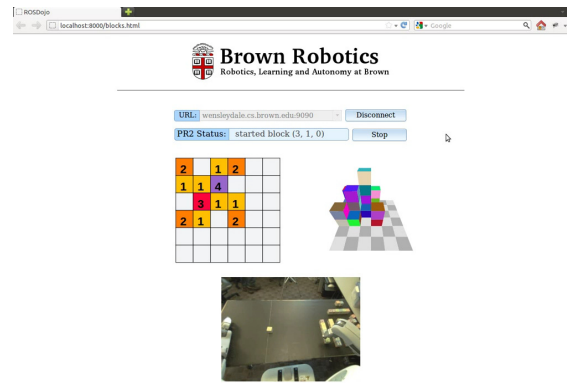 ROSDojo
localhost:8000/blocks.html
Google
Brown Robotics
Robotics, Learning and Autonomy at Brown
URL: wensleydale.cs.brown.edu:9090 Disconnect
PR2 Status: started block (3, 1, 0) Stop
2 1 2
1 1 4
3 1 1
2 1 2